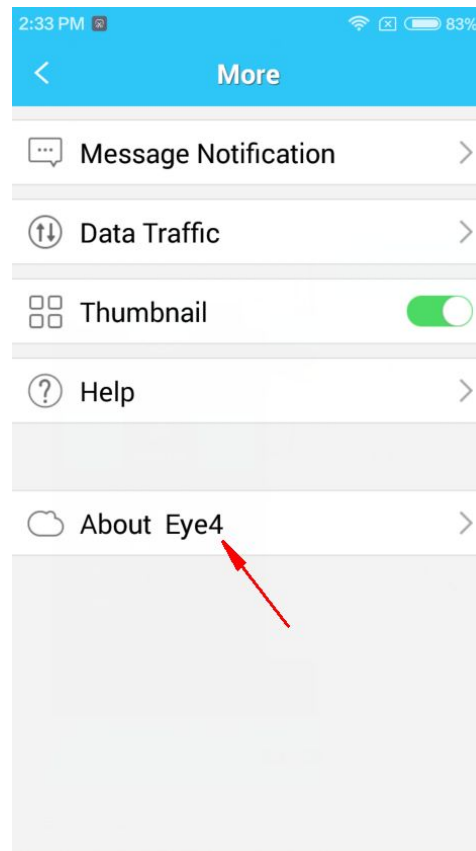 2:33 PM 83%
More
Message Notification
Data Traffic
Thumbnail
Help
About Eye4